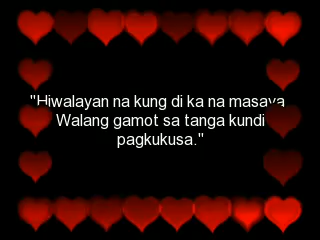 "Hiwalayan na kung di ka na masaya
Walang gamot sa tanga kundi
pagkukusa."